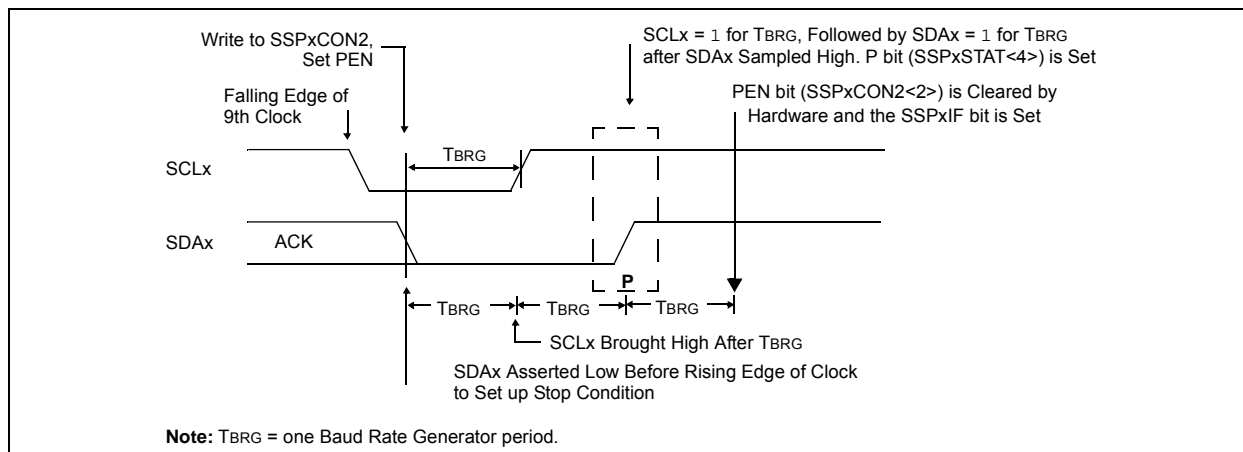 Write to SSPxCON2,
Set PEN
SCLx = 1 for TBRG, Followed by SDAx = 1 for TBRG
after SDAx Sampled High. P bit (SSPxSTAT<4>) is Set
PEN bit (SSPxCON2<2>) is Cleared by
Hardware and the SSPxIF bit is Set
Falling Edge of
9th Clock
TBRG
SCLx
SDAx
ACK
P
TBRG
TBRG
TBRG
SCLx Brought High After TBRG
SDAx Asserted Low Before Rising Edge of Clock
to Set up Stop Condition
Note: TBRG = one Baud Rate Generator period.